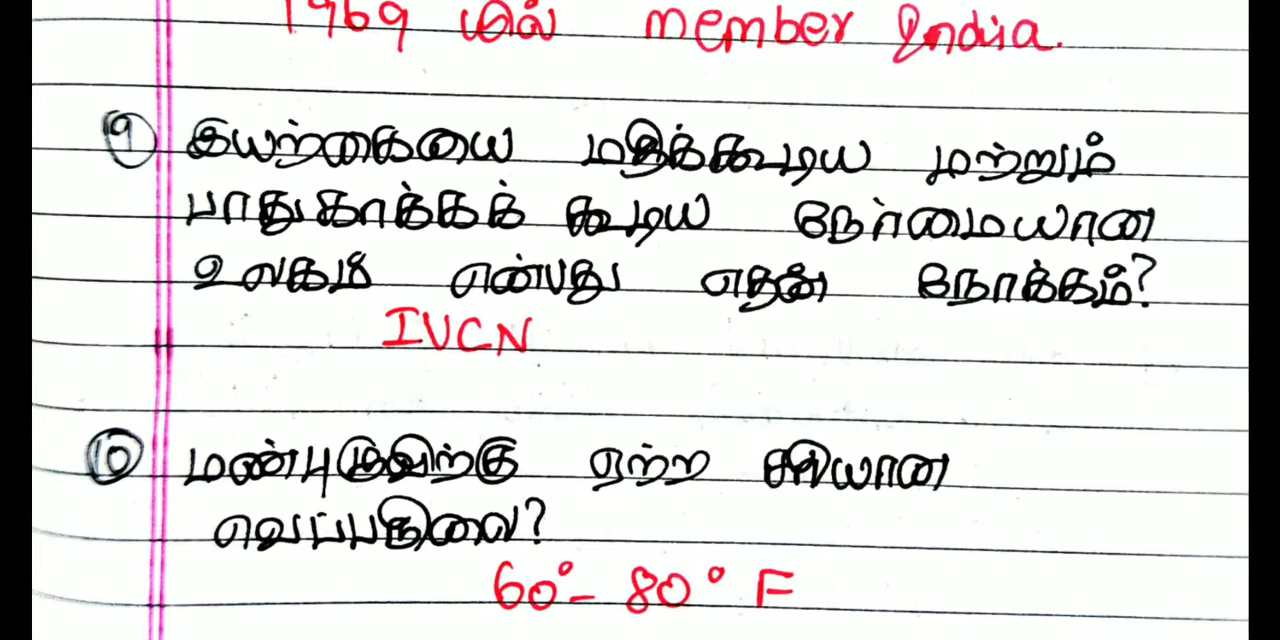 1969 மில் member India.
9 இயற்கையை மதிக்கூடிய மற்றும்
பாதுகாக்கக் கூடிய நேர்மையான
உலகம் என்பது எதன் நோக்கம்?
IUCN
10 மண்புழுவிற்கு ஏற்ற சரியான
வெப்பநிலை?
60° - 80° F